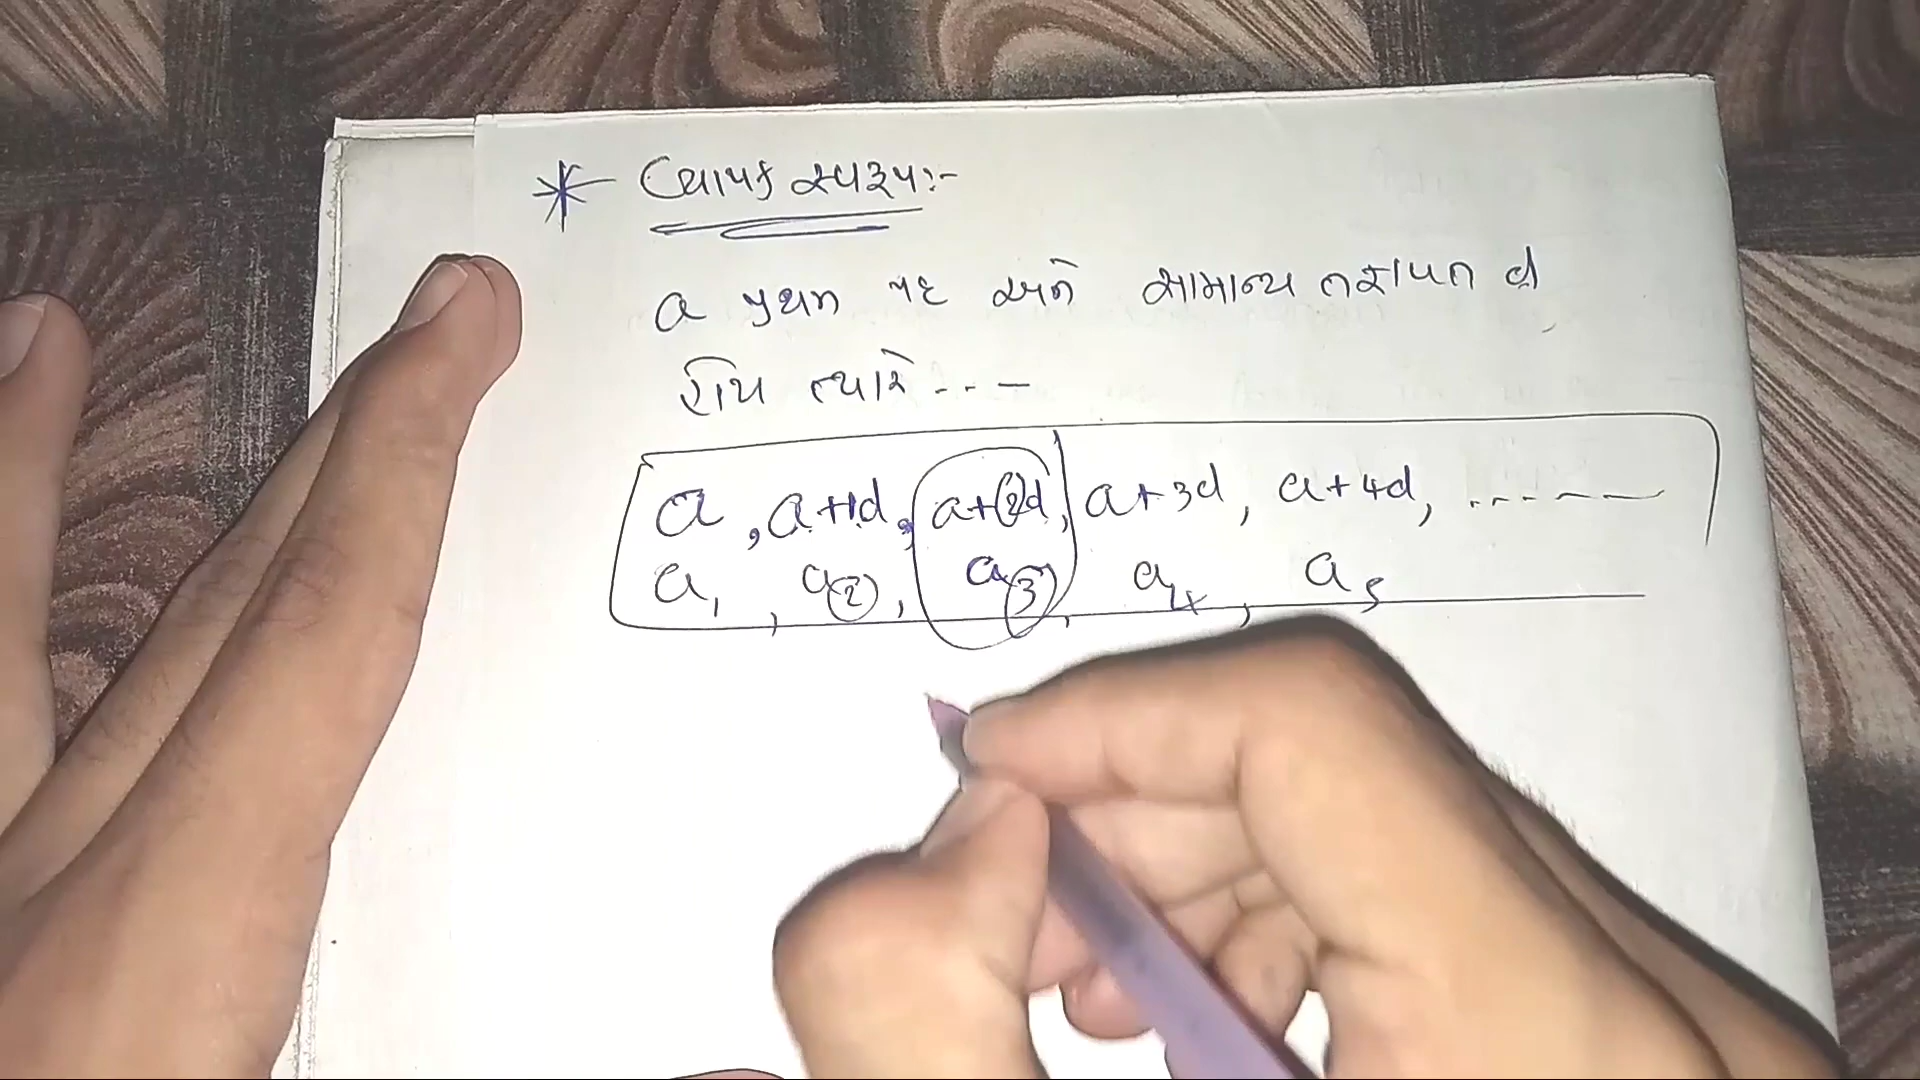 * વ્યાપક સ્વરૂપ:-
a પ્રથમ પદ અને સામાન્ય તફાવત d
હોય ત્યારે ...-
a , a+1d, a+2d, a+3d, a+4d, ........
a₁ , a₂ , a₃ , a₄ , a₅